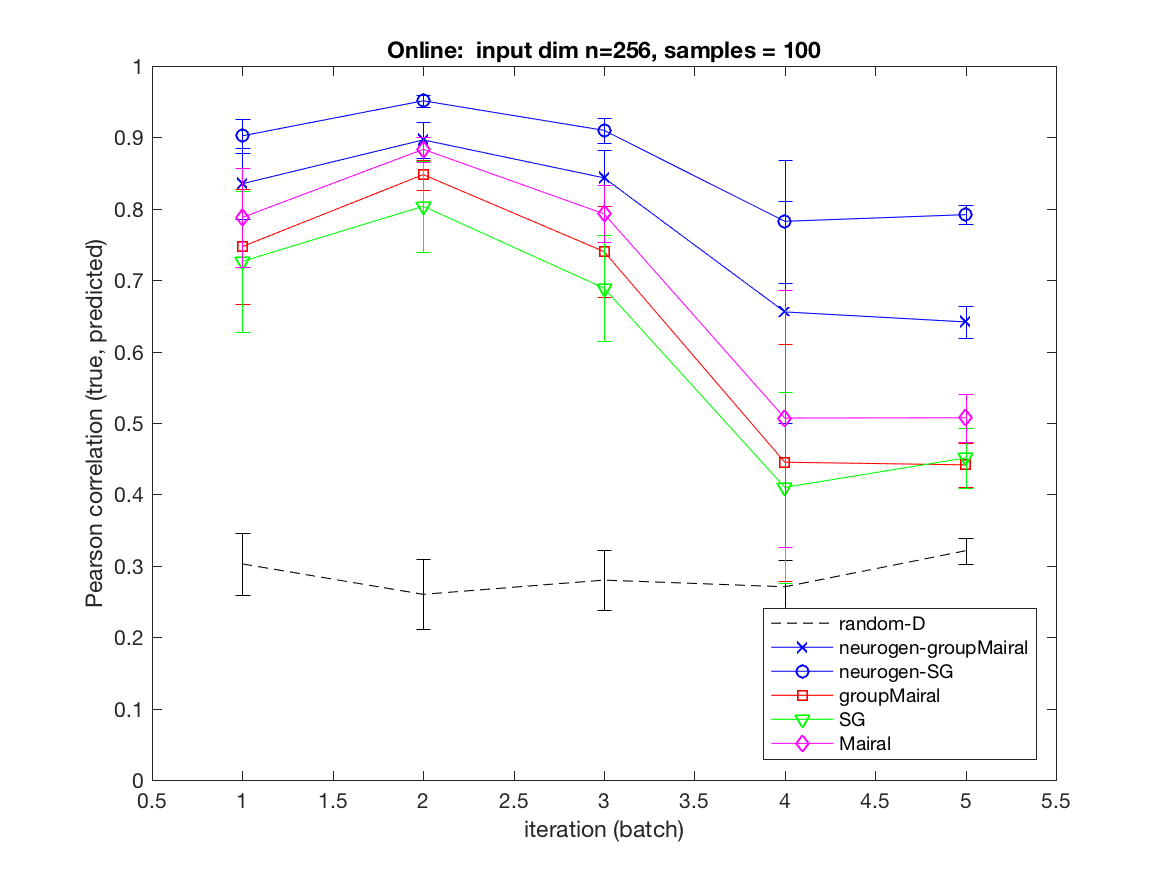 Online:  input dim n=256, samples = 100
Pearson correlation (true, predicted)
1
0.9
0.8
0.7
0.6
0.5
0.4
0.3
0.2
0.1
0
0.5
1
1.5
2
2.5
3
3.5
4
4.5
5
5.5
iteration (batch)
random-D
neurogen-groupMairal
neurogen-SG
groupMairal
SG
Mairal